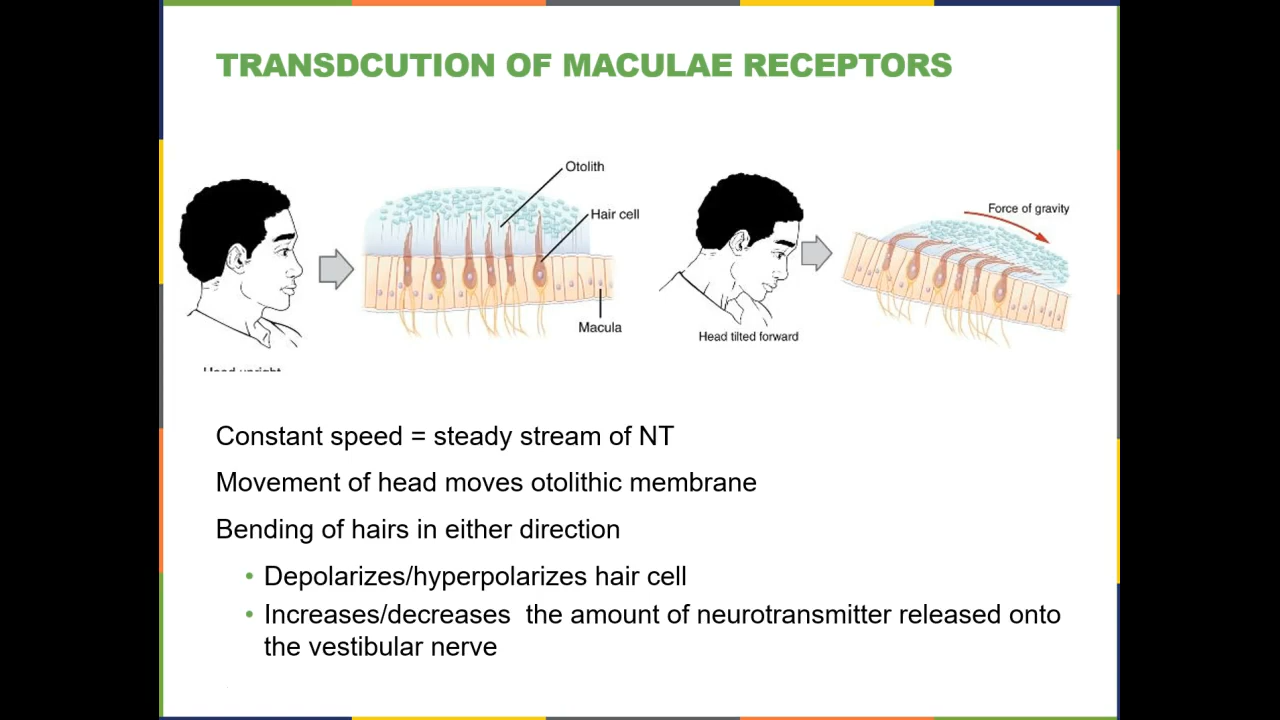 TRANSDCUTION OF MACULAE RECEPTORS
Otolith
Hair cell
Macula
Force of gravity
Head tilted forward
Head upright
Constant speed = steady stream of NT
Movement of head moves otolithic membrane
Bending of hairs in either direction
• Depolarizes/hyperpolarizes hair cell
• Increases/decreases the amount of neurotransmitter released onto
the vestibular nerve